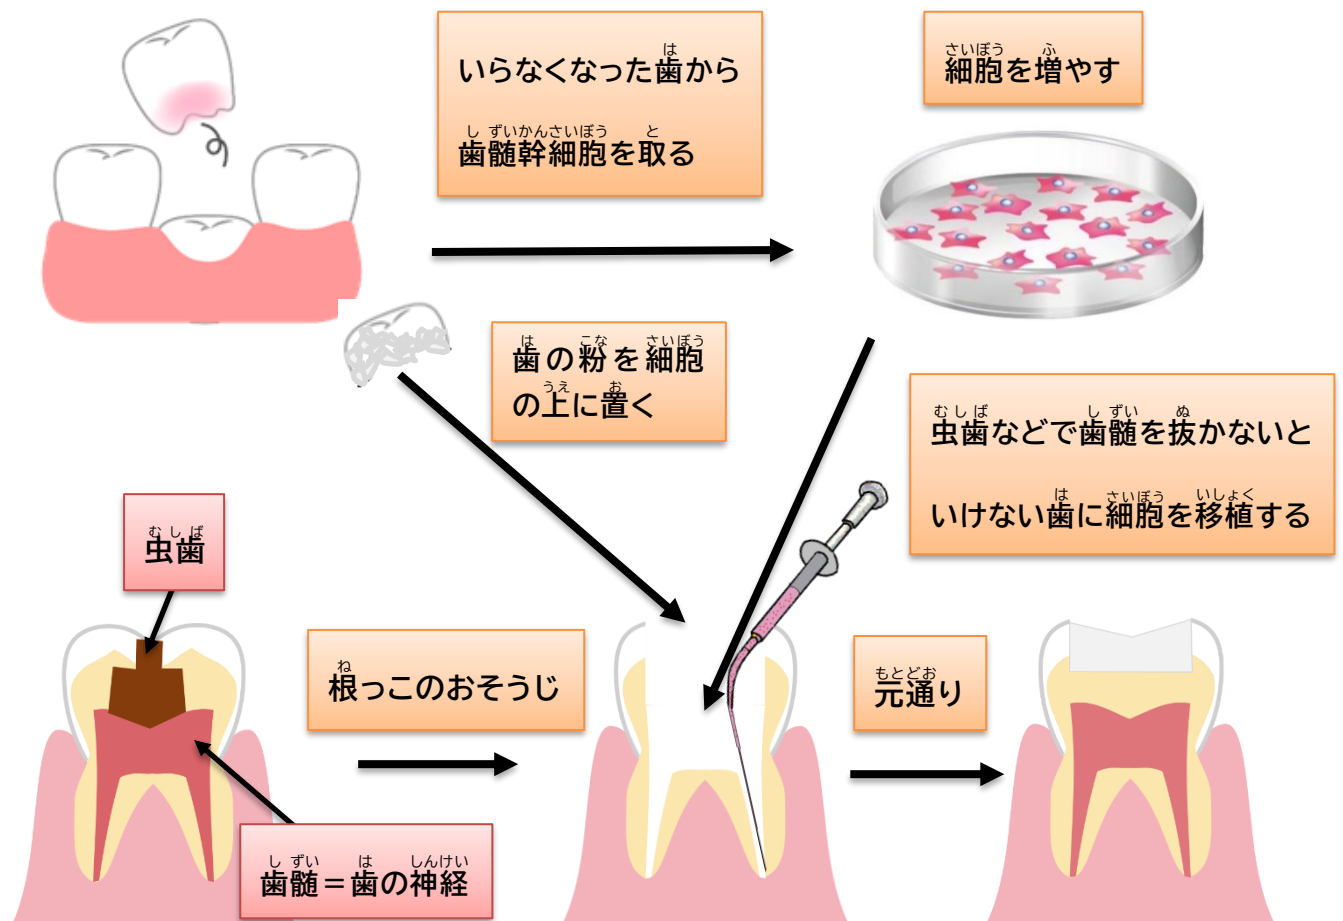 いらなくなった歯から
歯髄幹細胞を取る
細胞を増やす
歯の粉を細胞
の上に置く
虫歯などで歯髄を抜かないと
いけない歯に細胞を移植する
虫歯
根っこのおそうじ
元通り
歯髄＝歯の神経